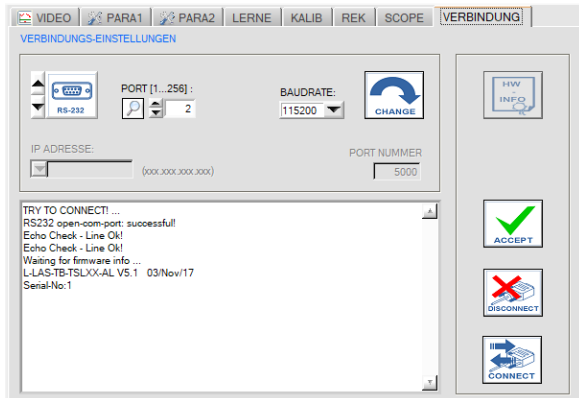 VIDEO PARA1 PARA2 LERNE KALIB REK SCOPE VERBINDUNG
VERBINDUNGS-EINSTELLUNGEN
RS-232
PORT [1...256] :
2
BAUDRATE:
115200
CHANGE
HW
-
INFO
IP ADRESSE:
(xxx.xxx.xxx.xxx)
PORT NUMMER
5000
TRY TO CONNECT! ...
RS232 open-com-port: successful!
Echo Check - Line Ok!
Echo Check - Line Ok!
Waiting for firmware info ...
L-LAS-TB-TSLXX-AL V5.1 03/Nov/17
Serial-No:1
ACCEPT
DISCONNECT
CONNECT